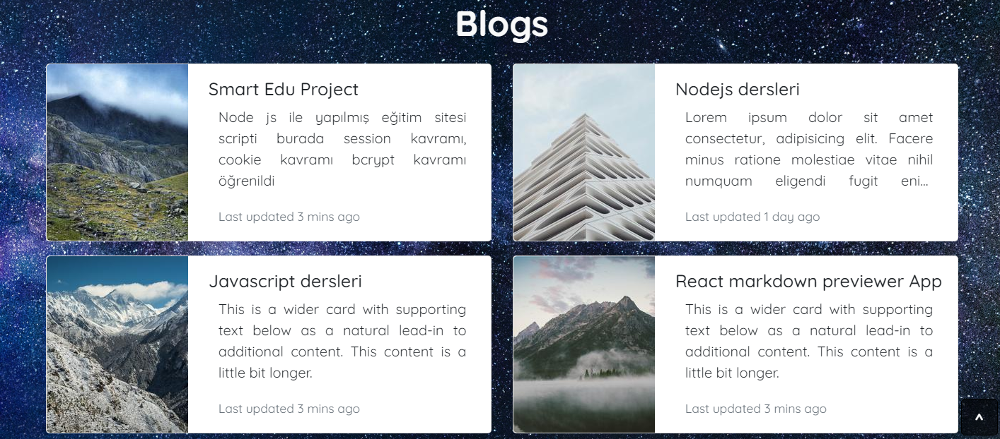 Blogs
Smart Edu Project
Node js ile yapılmış eğitim sitesi
scripti burada session kavramı,
cookie kavramı bcrypt kavramı
öğrenildi
Last updated 3 mins ago
Nodejs dersleri
Lorem ipsum dolor sit amet
consectetur, adipisicing elit. Facere
minus ratione molestiae vitae nihil
numquam eligendi fugit eni...
Last updated 1 day ago
Javascript dersleri
This is a wider card with supporting
text below as a natural lead-in to
additional content. This content is a
little bit longer.
Last updated 3 mins ago
React markdown previewer App
This is a wider card with supporting
text below as a natural lead-in to
additional content. This content is a
little bit longer.
Last updated 3 mins ago